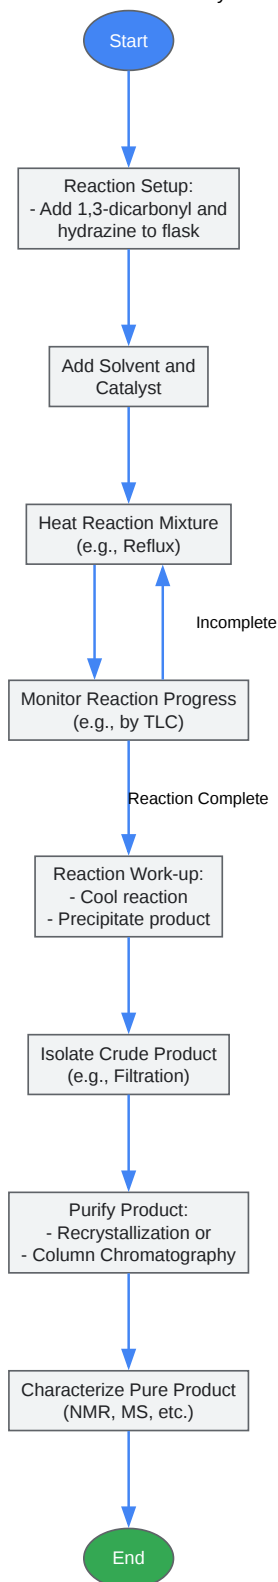 Start
Reaction Setup:
- Add 1,3-dicarbonyl and
hydrazine to flask
Add Solvent and
Catalyst
Heat Reaction Mixture
(e.g., Reflux)
Incomplete
Monitor Reaction Progress
(e.g., by TLC)
Reaction Complete
Reaction Work-up:
- Cool reaction
- Precipitate product
Isolate Crude Product
(e.g., Filtration)
Purify Product:
- Recrystallization or
- Column Chromatography
Characterize Pure Product
(NMR, MS, etc.)
End